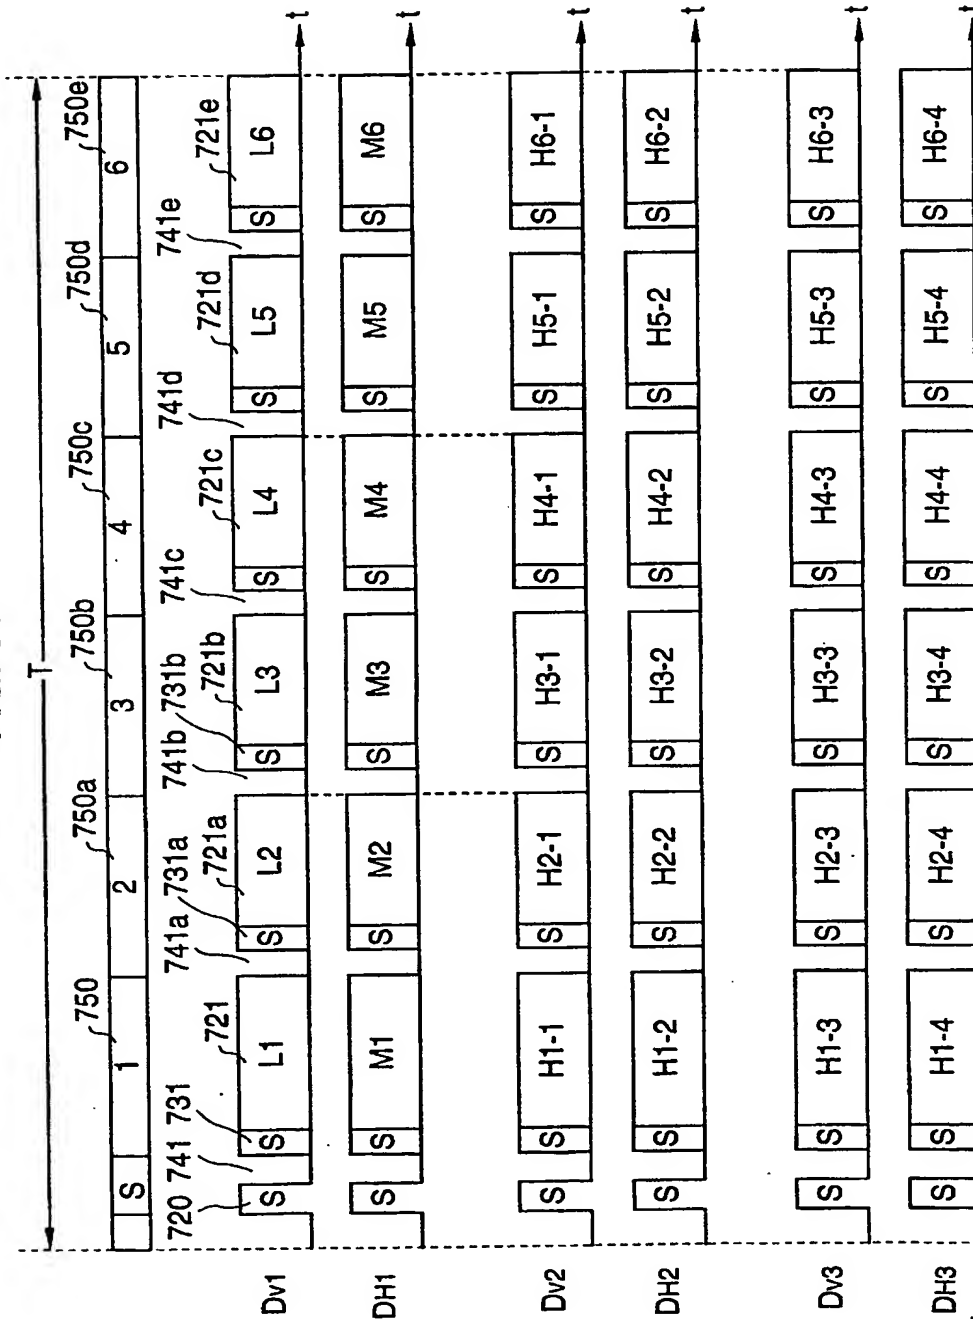 T
750 750a 750b 750c 750d 750e
S 1 2 3 4 5 6
720 741 731 721 741a 731a 721a 741b 731b 721b 741c 721c 741d 721d 741e 721e
Dv1 S S L1 S L2 S L3 S L4 S L5 S L6 t
DH1 S S M1 S M2 S M3 S M4 S M5 S M6 t
Dv2 S S H1-1 S H2-1 S H3-1 S H4-1 S H5-1 S H6-1 t
DH2 S S H1-2 S H2-2 S H3-2 S H4-2 S H5-2 S H6-2 t
Dv3 S S H1-3 S H2-3 S H3-3 S H4-3 S H5-3 S H6-3 t
DH3 S S H1-4 S H2-4 S H3-4 S H4-4 S H5-4 S H6-4 t